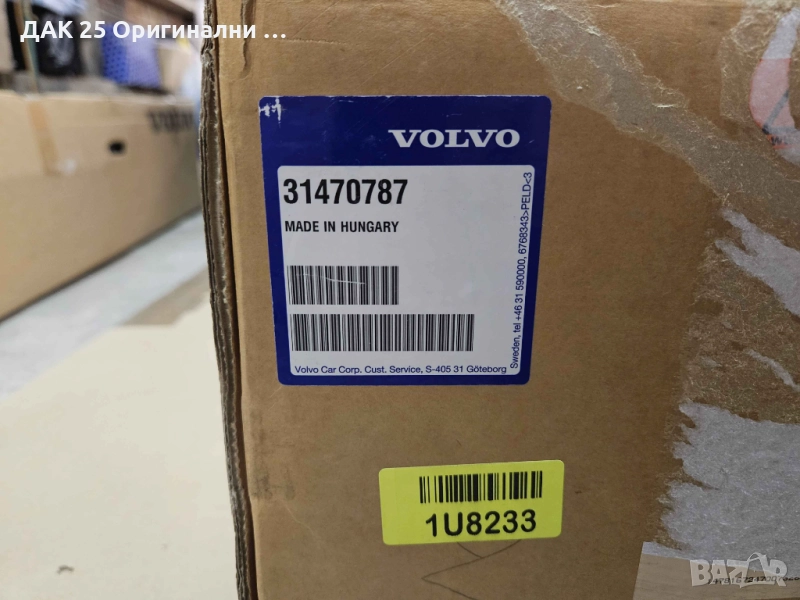 ДАК 25 Оригинални ...
VOLVO
31470787
MADE IN HUNGARY
Sweden, tel +46 31 590000, 6768343>PELD<3
Volvo Car Corp. Cust. Service, S-405 31 Göteborg
1U8233
BAZAR